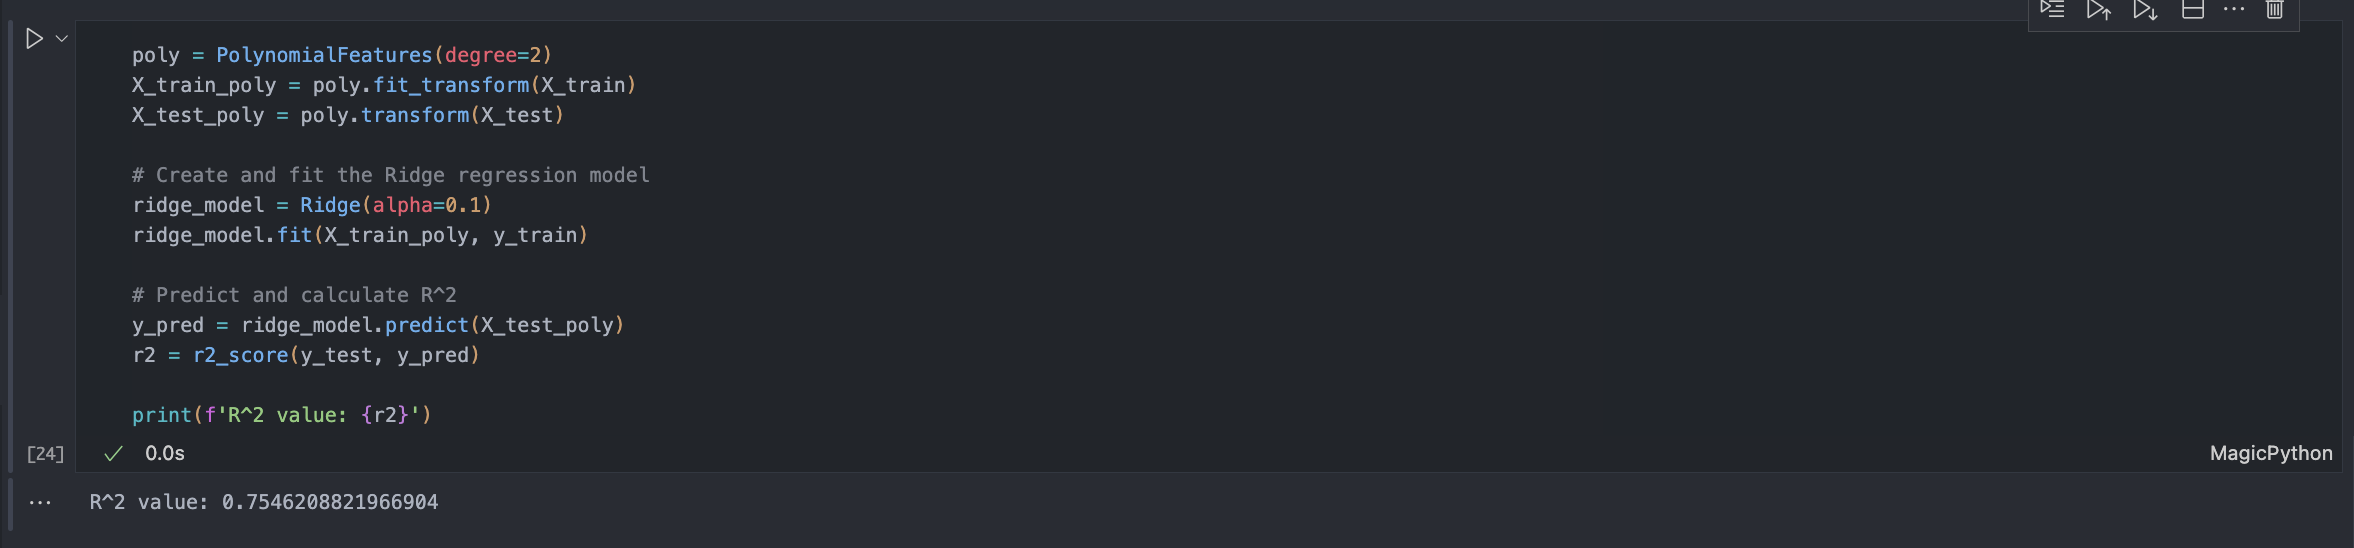 poly = PolynomialFeatures(degree=2)
X_train_poly = poly.fit_transform(X_train)
X_test_poly = poly.transform(X_test)
# Create and fit the Ridge regression model
ridge_model = Ridge(alpha=0.1)
ridge_model.fit(X_train_poly, y_train)
# Predict and calculate R^2
y_pred = ridge_model.predict(X_test_poly)
r2 = r2_score(y_test, y_pred)
print(f'R^2 value: {r2}')
[24] 0.0s MagicPython
R^2 value: 0.7546208821966904